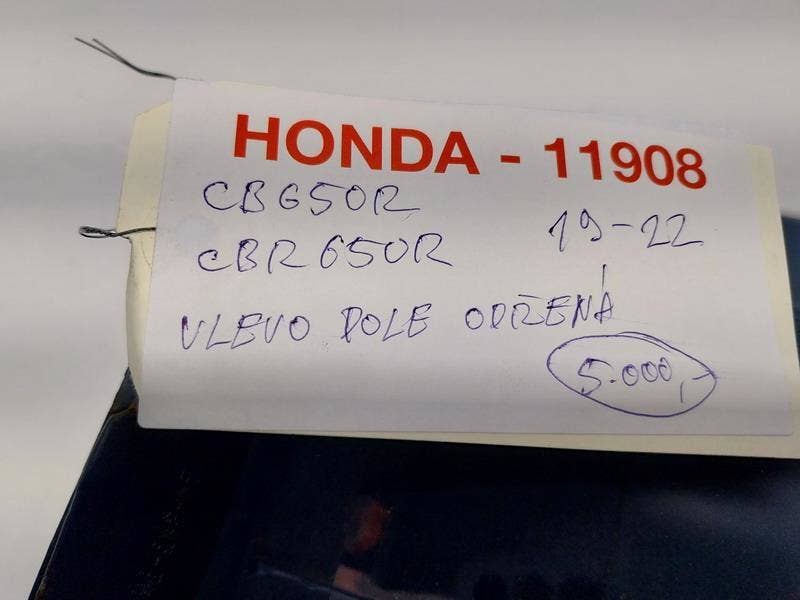 HONDA - 11908
CB650R
CBR650R 19-22
VLEVO DOLE ODŘENÁ
5.000,-